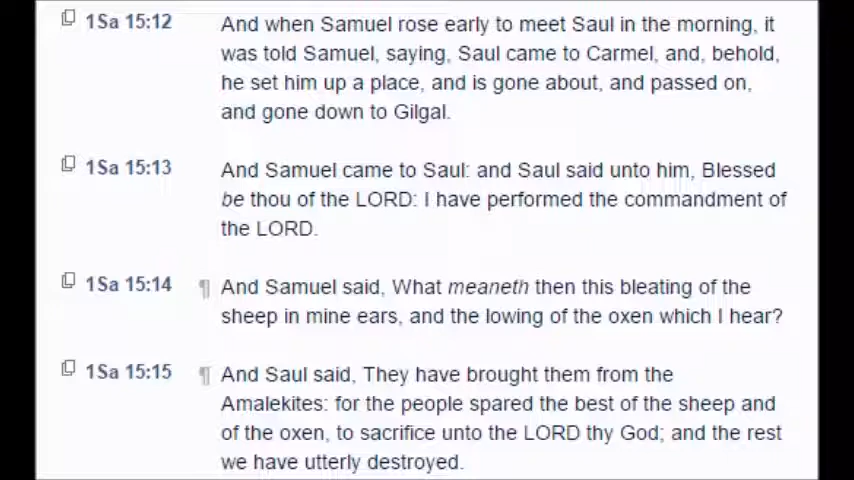 1Sa 15:12 And when Samuel rose early to meet Saul in the morning, it
was told Samuel, saying, Saul came to Carmel, and, behold,
he set him up a place, and is gone about, and passed on,
and gone down to Gilgal.
1Sa 15:13 And Samuel came to Saul: and Saul said unto him, Blessed
be thou of the LORD: I have performed the commandment of
the LORD.
1Sa 15:14 ¶ And Samuel said, What meaneth then this bleating of the
sheep in mine ears, and the lowing of the oxen which I hear?
1Sa 15:15 ¶ And Saul said, They have brought them from the
Amalekites: for the people spared the best of the sheep and
of the oxen, to sacrifice unto the LORD thy God; and the rest
we have utterly destroyed.